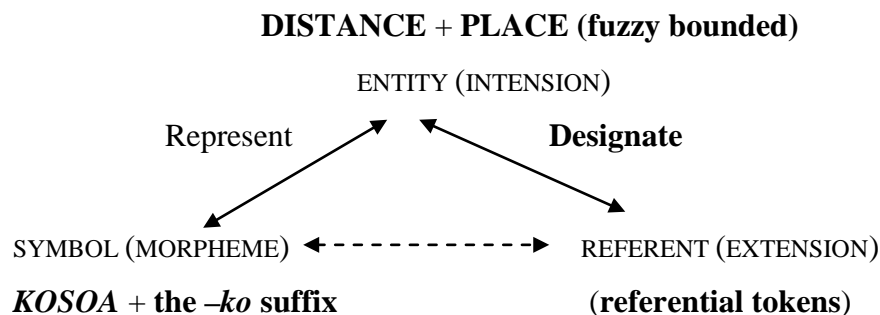 DISTANCE + PLACE (fuzzy bounded)
ENTITY (INTENSION)
Represent Designate
SYMBOL (MORPHEME) REFERENT (EXTENSION)
KOSOA + the –ko suffix (referential tokens)